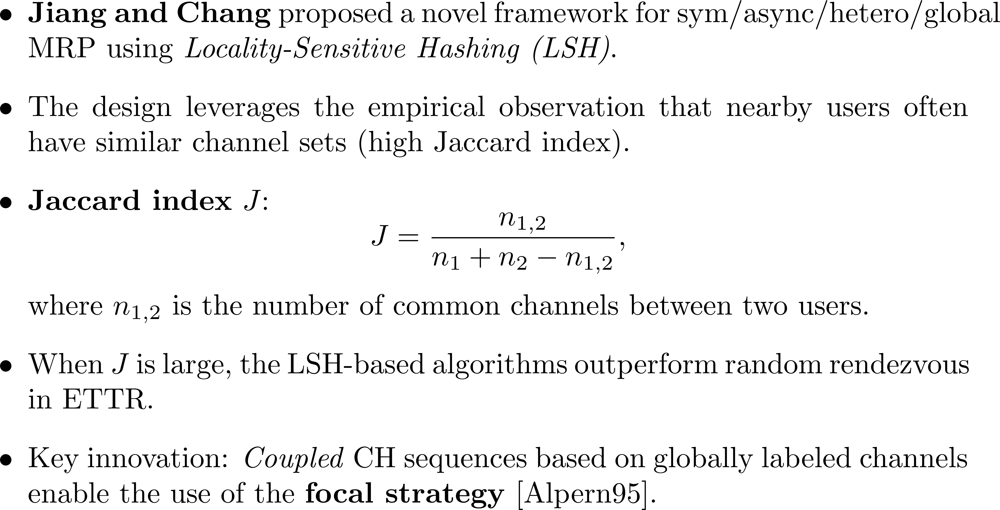 • Jiang and Chang proposed a novel framework for sym/async/hetero/global
MRP using Locality-Sensitive Hashing (LSH).
• The design leverages the empirical observation that nearby users often
have similar channel sets (high Jaccard index).
• Jaccard index J:
J = \frac{n_{1,2}}{n_1 + n_2 − n_{1,2}},
where n_{1,2} is the number of common channels between two users.
• When J is large, the LSH-based algorithms outperform random rendezvous
in ETTR.
• Key innovation: Coupled CH sequences based on globally labeled channels
enable the use of the focal strategy [Alpern95].